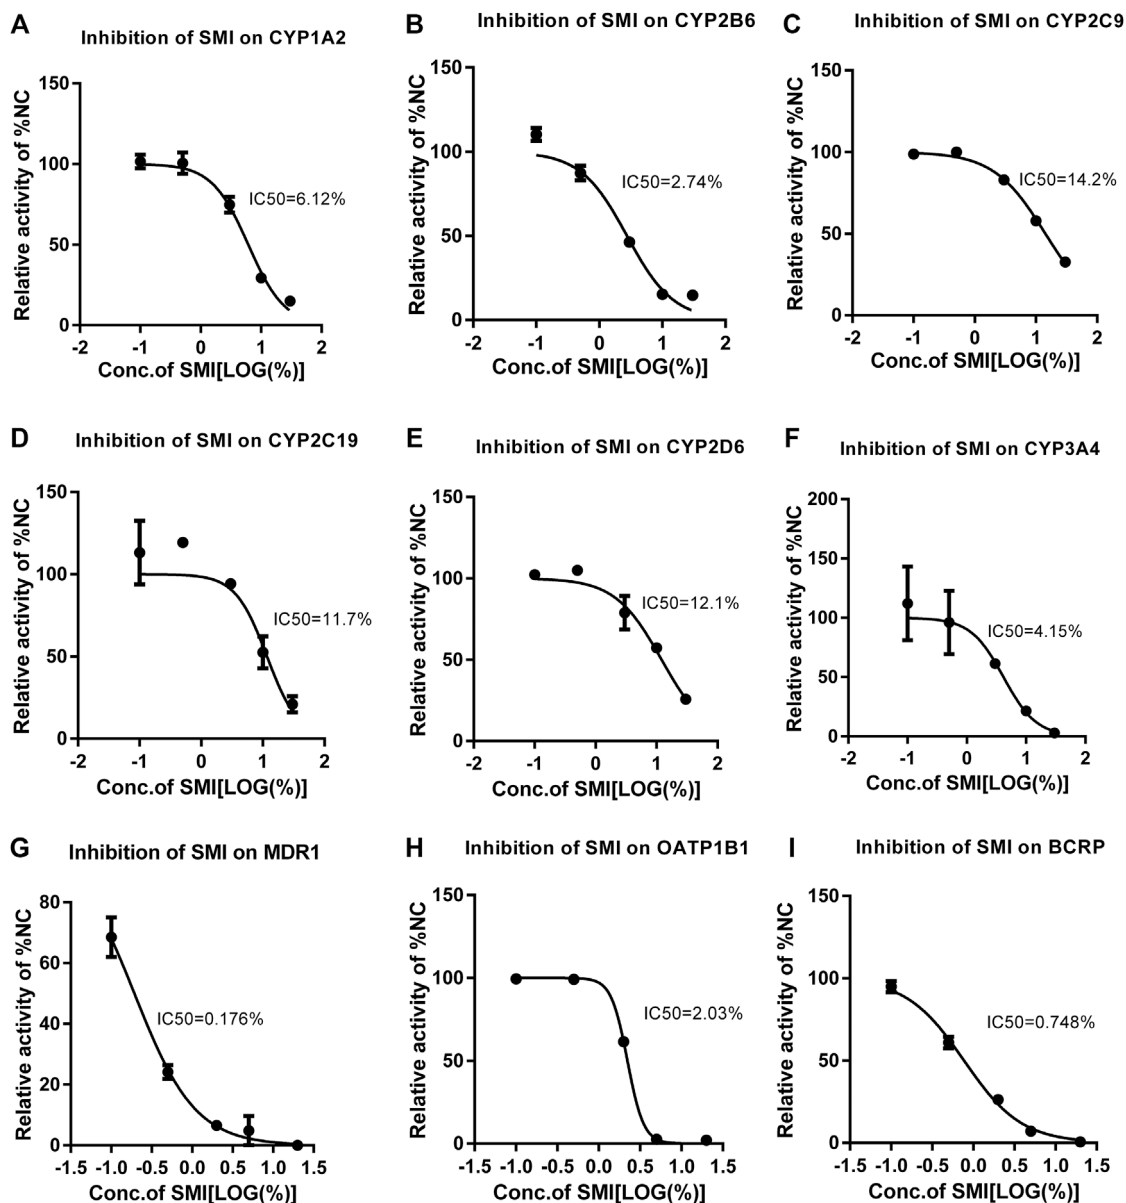 A
Inhibition of SMI on CYP1A2
Relative activity of %NC
150
100
50
0
IC50=6.12%
-2
-1
0
1
2
Conc.of SMI[LOG(%)]
B
Inhibition of SMI on CYP2B6
Relative activity of %NC
150
100
50
0
IC50=2.74%
-2
-1
0
1
2
Conc.of SMI[LOG(%)]
C
Inhibition of SMI on CYP2C9
Relative activity of %NC
150
100
50
0
IC50=14.2%
-2
-1
0
1
2
Conc.of SMI[LOG(%)]
D
Inhibition of SMI on CYP2C19
Relative activity of %NC
150
100
50
0
IC50=11.7%
-2
-1
0
1
2
Conc.of SMI[LOG(%)]
E
Inhibition of SMI on CYP2D6
Relative activity of %NC
150
100
50
0
IC50=12.1%
-2
-1
0
1
2
Conc.of SMI[LOG(%)]
F
Inhibition of SMI on CYP3A4
Relative activity of %NC
200
150
100
50
0
IC50=4.15%
-2
-1
0
1
2
Conc.of SMI[LOG(%)]
G
Inhibition of SMI on MDR1
Relative activity of %NC
80
60
40
20
0
IC50=0.176%
-1.5
-1.0
-0.5
0.0
0.5
1.0
1.5
Conc.of SMI[LOG(%)]
H
Inhibition of SMI on OATP1B1
Relative activity of %NC
150
100
50
0
IC50=2.03%
-1.5
-1.0
-0.5
0.0
0.5
1.0
1.5
Conc.of SMI[LOG(%)]
I
Inhibition of SMI on BCRP
Relative activity of %NC
150
100
50
0
IC50=0.748%
-1.5
-1.0
-0.5
0.0
0.5
1.0
1.5
Conc.of SMI[LOG(%)]